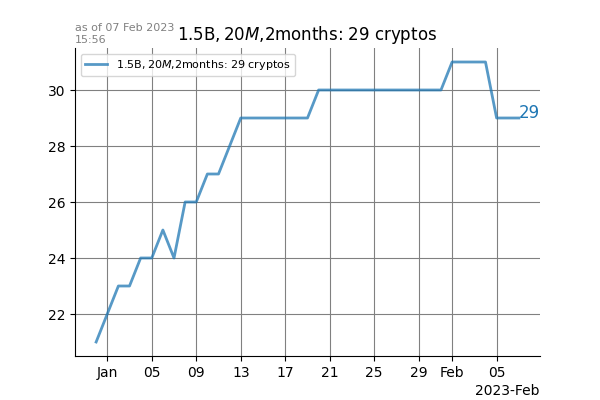 as of 07 Feb 2023
15:56
1.5B, 20M,2months: 29 cryptos
1.5B, 20M,2months: 29 cryptos
30
28
26
24
22
29
Jan 05 09 13 17 21 25 29 Feb 05
2023-Feb